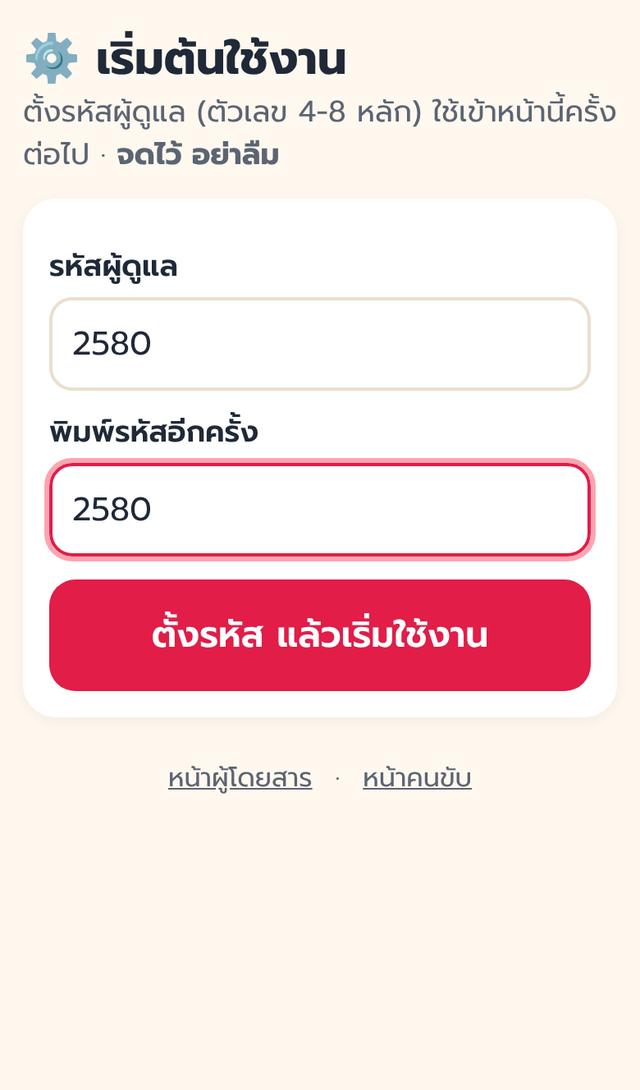 ⚙️ เริ่มต้นใช้งาน
ตั้งรหัสผู้ดูแล (ตัวเลข 4-8 หลัก) ใช้เข้าหน้านี้ครั้ง
ต่อไป · จดไว้ อย่าลืม
รหัสผู้ดูแล
2580
พิมพ์รหัสอีกครั้ง
2580
ตั้งรหัส แล้วเริ่มใช้งาน
หน้าผู้โดยสาร · หน้าคนขับ